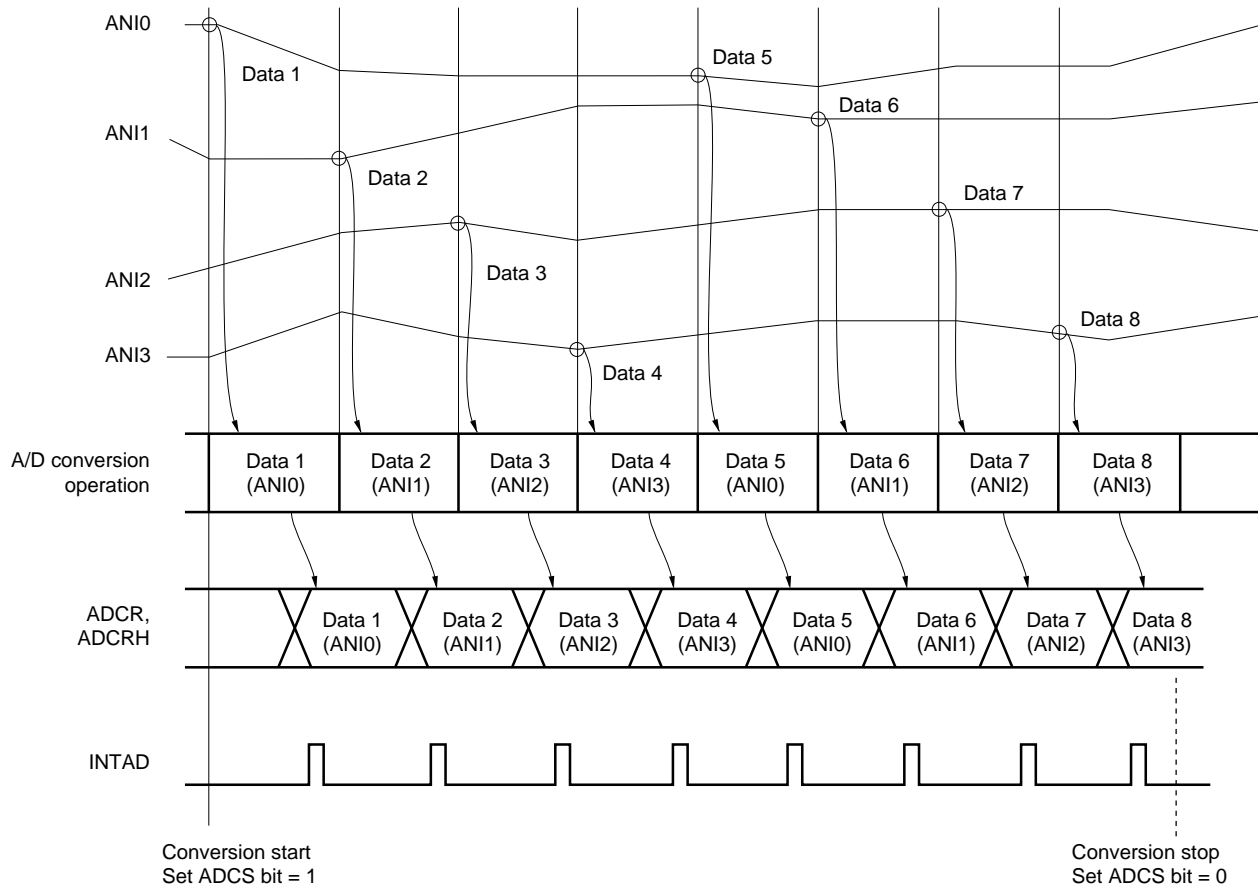 ANI0
Data 1
Data 5
ANI1
Data 6
Data 2
Data 7
ANI2
Data 3
Data 8
ANI3
Data 4
A/D conversion
operation
Data 1
(ANI0)
Data 2
(ANI1)
Data 3
(ANI2)
Data 4
(ANI3)
Data 5
(ANI0)
Data 6
(ANI1)
Data 7
(ANI2)
Data 8
(ANI3)
ADCR,
ADCRH
Data 1
(ANI0)
Data 2
(ANI1)
Data 3
(ANI2)
Data 4
(ANI3)
Data 5
(ANI0)
Data 6
(ANI1)
Data 7
(ANI2)
Data 8
(ANI3)
INTAD
Conversion start
Set ADCS bit = 1
Conversion stop
Set ADCS bit = 0